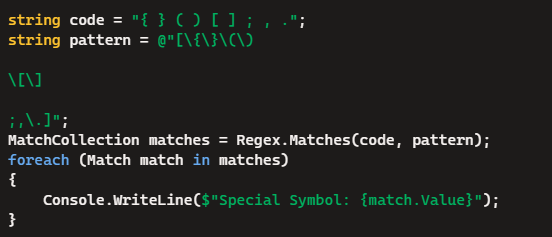 string code = "{ } ( ) [ ] ; , .";
string pattern = @"[\{\}\(\)
\[\]
;,\.]";
MatchCollection matches = Regex.Matches(code, pattern);
foreach (Match match in matches)
{
    Console.WriteLine($"Special Symbol: {match.Value}");
}